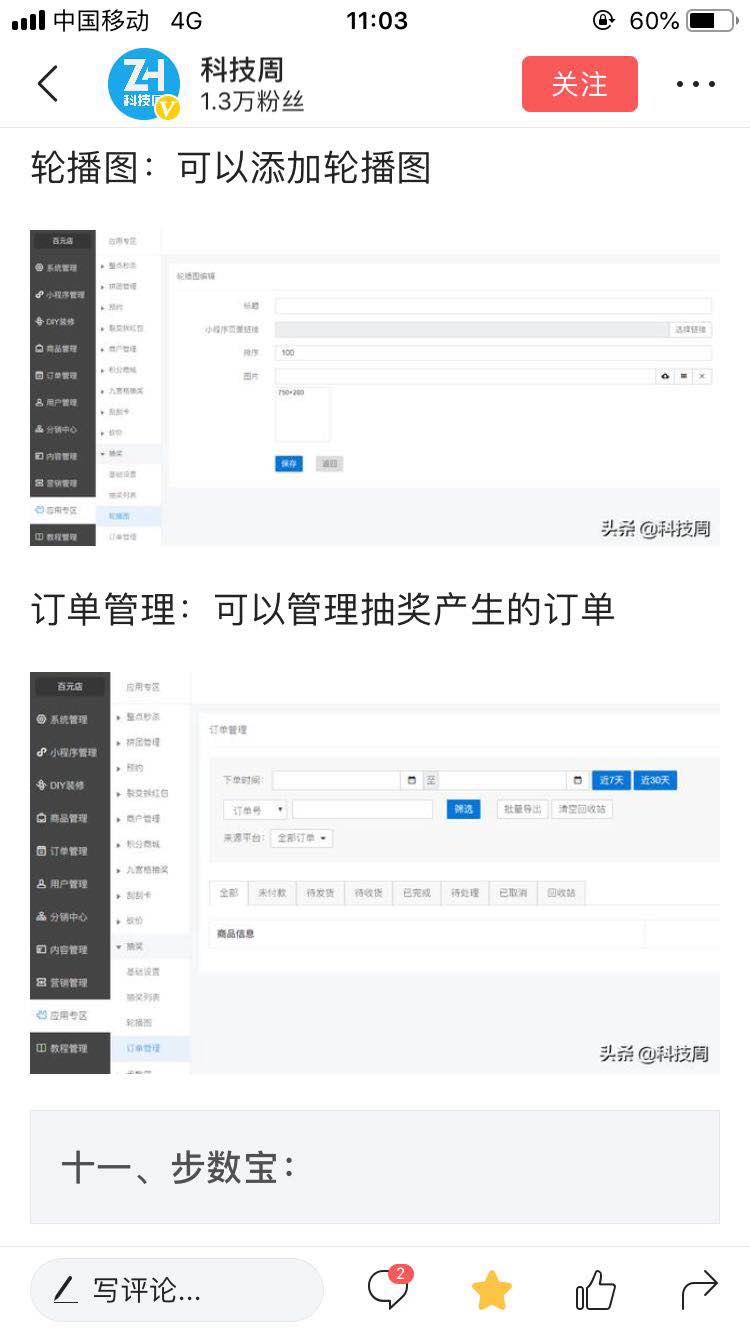 中国移动 4G 11:03 60%
ZH
科技周
V
科技周
1.3万粉丝
关注
轮播图：可以添加轮播图
百元店 应用专区
系统管理 整点秒杀
小程序管理 拼团管理
DIY装修 预约
商品管理 裂变拆红包
订单管理 商户管理
用户管理 积分商城
分销中心 九宫格抽奖
内容管理 刮刮卡
营销管理 砍价
应用专区 抽奖
教程管理 基础设置
抽奖列表
轮播图
订单管理
轮播图编辑
标题
小程序页面链接 选择链接
排序 100
图片
750*280
保存 返回
头条 @科技周
订单管理：可以管理抽奖产生的订单
百元店 应用专区
系统管理 整点秒杀
小程序管理 拼团管理
DIY装修 预约
商品管理 裂变拆红包
订单管理 商户管理
用户管理 积分商城
分销中心 九宫格抽奖
内容管理 刮刮卡
营销管理 砍价
应用专区 抽奖
教程管理 基础设置
抽奖列表
轮播图
订单管理
订单管理
下单时间: 至 近7天 近30天
订单号 筛选 批量导出 清空回收站
来源平台: 全部订单
全部 未付款 待发货 待收货 已完成 待处理 已取消 回收站
商品信息
头条 @科技周
十一、步数宝：
写评论... 2